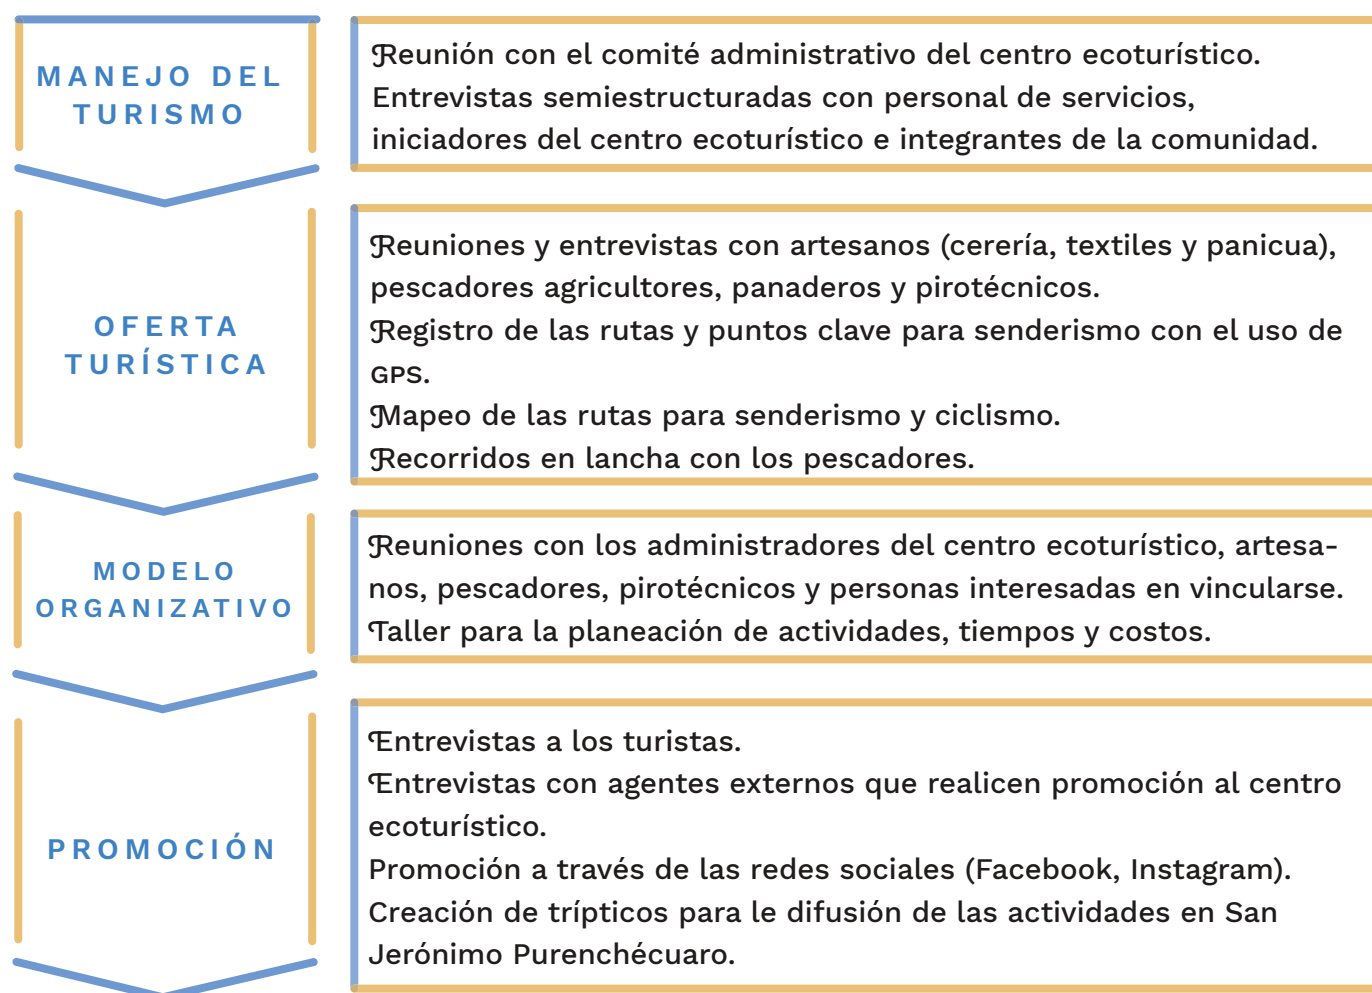 MANEJO DEL
TURISMO
Reunión con el comité administrativo del centro ecoturístico.
Entrevistas semiestructuradas con personal de servicios,
iniciadores del centro ecoturístico e integrantes de la comunidad.
OFERTA
TURÍSTICA
Reuniones y entrevistas con artesanos (cerería, textiles y panicua),
pescadores agricultores, panaderos y pirotécnicos.
Registro de las rutas y puntos clave para senderismo con el uso de
GPS.
Mapeo de las rutas para senderismo y ciclismo.
Recorridos en lancha con los pescadores.
MODELO
ORGANIZATIVO
Reuniones con los administradores del centro ecoturístico, artesa-
nos, pescadores, pirotécnicos y personas interesadas en vincularse.
Taller para la planeación de actividades, tiempos y costos.
PROMOCIÓN
Entrevistas a los turistas.
Entrevistas con agentes externos que realicen promoción al centro
ecoturístico.
Promoción a través de las redes sociales (Facebook, Instagram).
Creación de trípticos para le difusión de las actividades en San
Jerónimo Purenchécuaro.